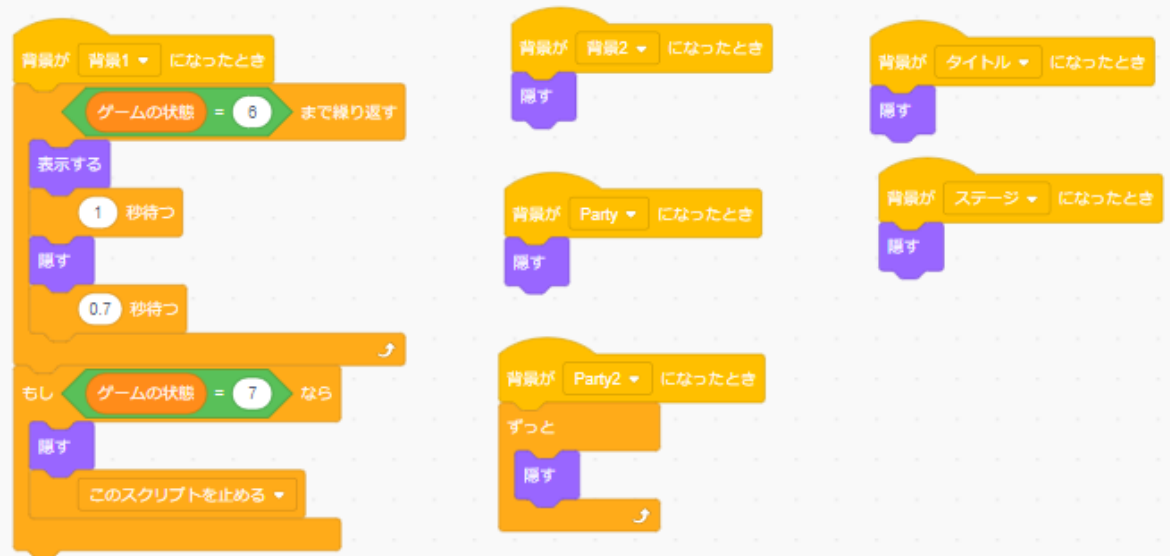 背景が 背景1 になったとき
ゲームの状態 = 6 まで繰り返す
表示する
1 秒待つ
隠す
0.7 秒待つ
もし ゲームの状態 = 7 なら
隠す
このスクリプトを止める
背景が 背景2 になったとき
隠す
背景が Party になったとき
隠す
背景が Party2 になったとき
ずっと
隠す
背景が タイトル になったとき
隠す
背景が ステージ になったとき
隠す